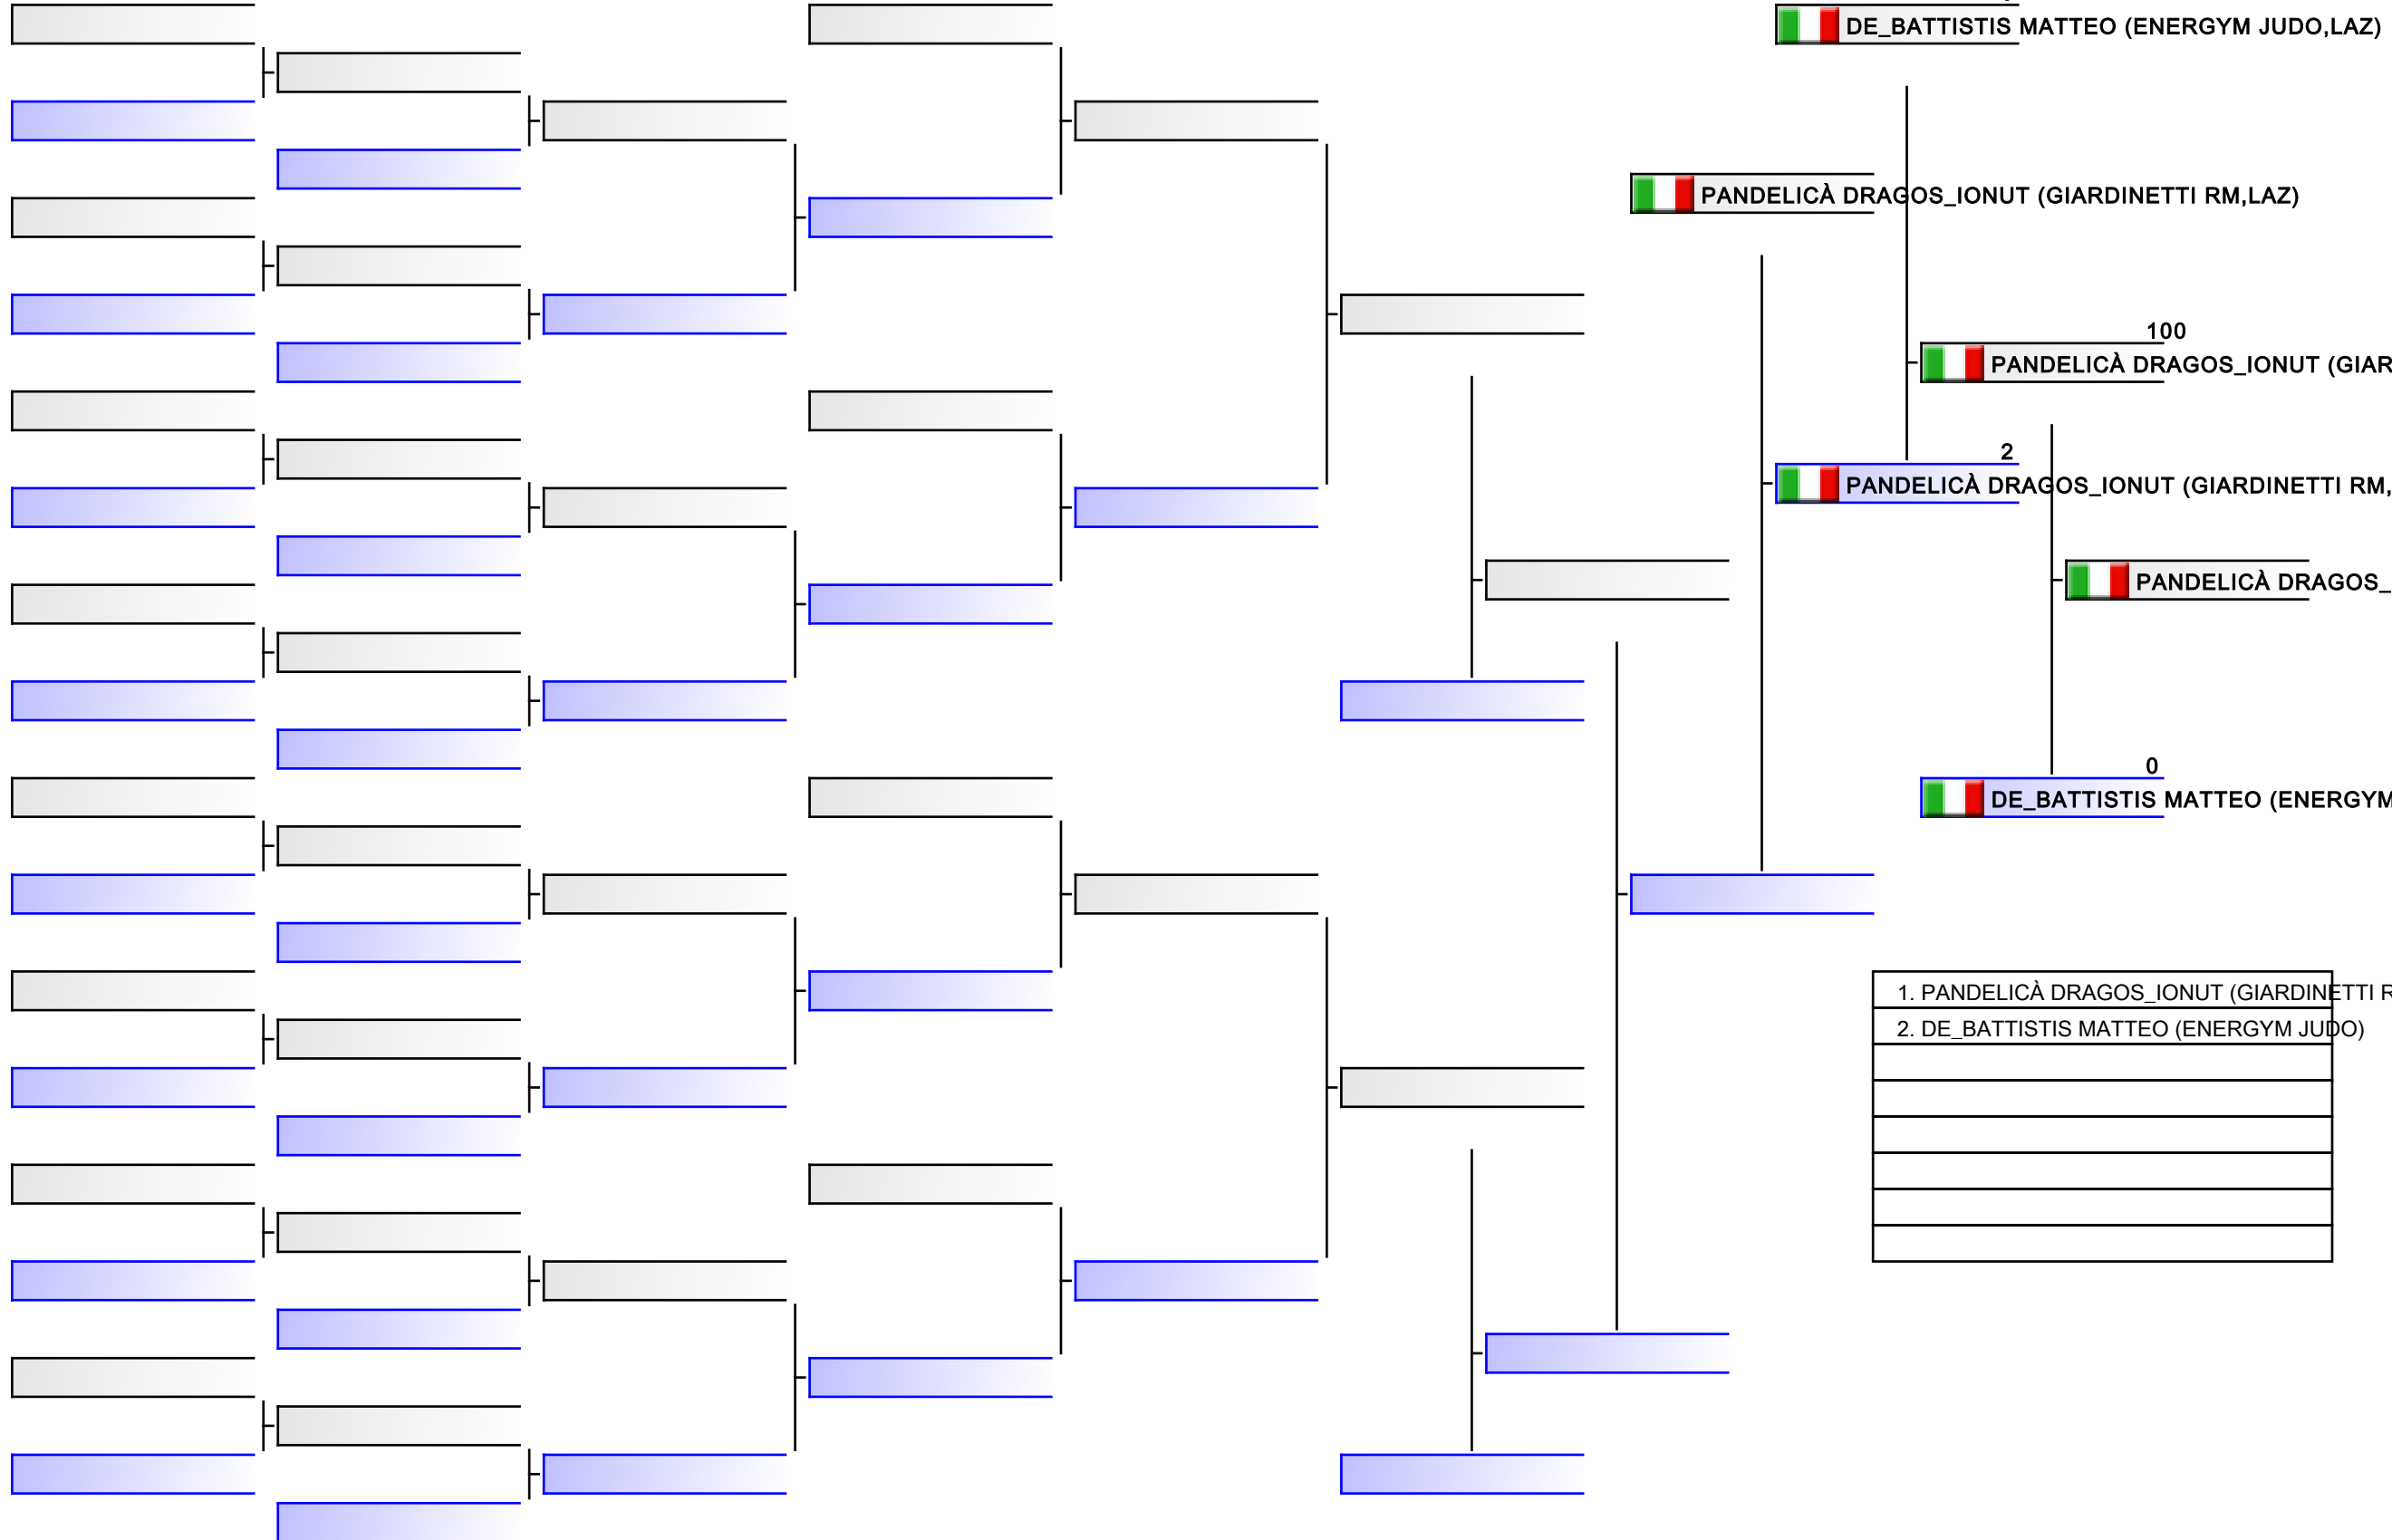 DE_BATTISTIS MATTEO (ENERGYM JUDO,LAZ)
PANDELICÀ DRAGOS_IONUT (GIARDINETTI RM,LAZ)
100
PANDELICÀ DRAGOS_IONUT (GIAR
2
PANDELICÀ DRAGOS_IONUT (GIARDINETTI RM,
PANDELICÀ DRAGOS_
0
DE_BATTISTIS MATTEO (ENERGYM
1. PANDELICÀ DRAGOS_IONUT (GIARDINETTI R
2. DE_BATTISTIS MATTEO (ENERGYM JUDO)